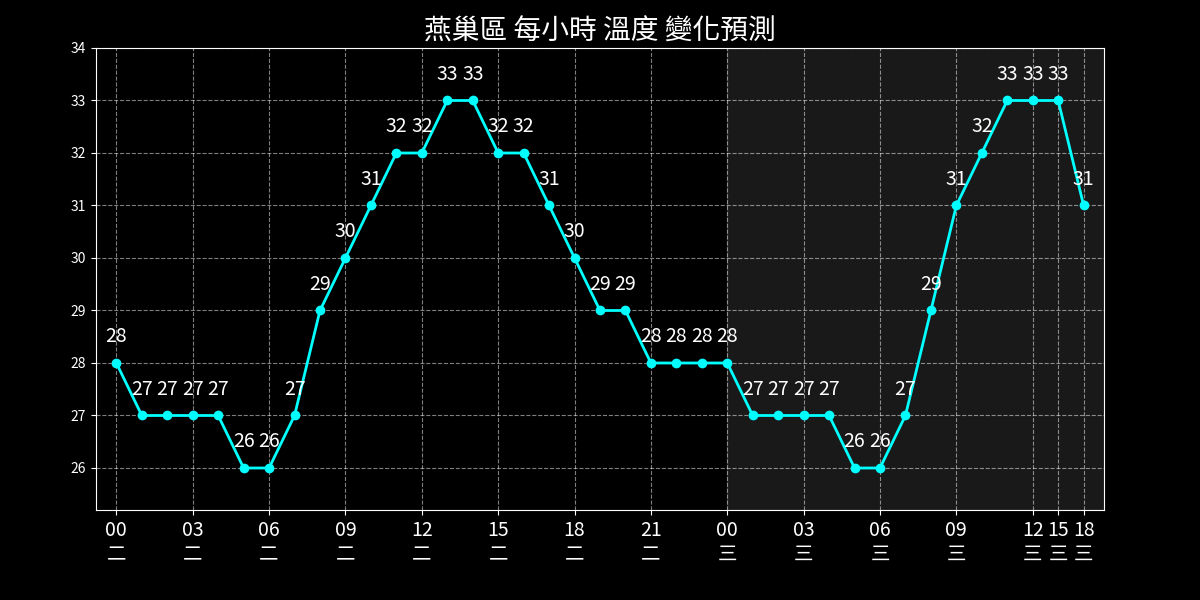 燕巢區 每小時 溫度 變化預測
34
33 33 33 33 33
33
32 32 32 32 32
32
31 31 31 31
31
30 30
30
29 29 29 29
29
28 28 28 28 28
28
27 27 27 27 27 27 27 27 27 27
27
26 26 26 26
26
00 03 06 09 12 15 18 21 00 03 06 09 12 15 18
二 二 二 二 二 二 二 二 三 三 三 三 三 三 三